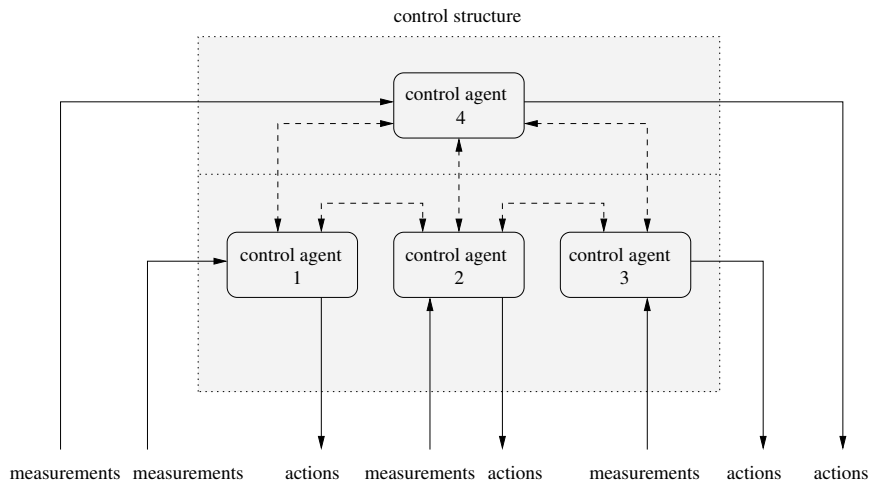 control structure
control agent
4
control agent
1
control agent
2
control agent
3
measurements measurements actions measurements actions measurements actions actions